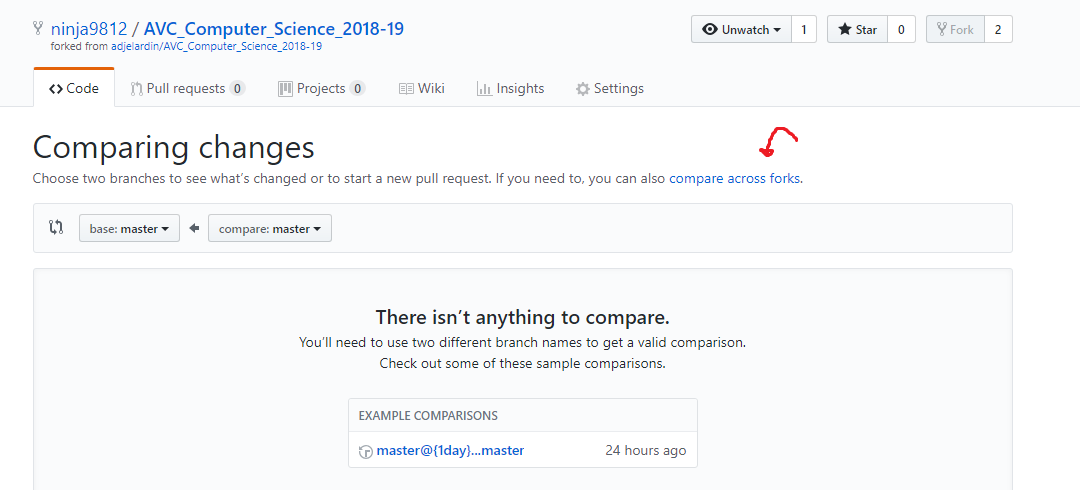 ninja9812 / AVC_Computer_Science_2018-19
forked from adjelardin/AVC_Computer_Science_2018-19
Unwatch 1 Star 0 Fork 2
Code Pull requests 0 Projects 0 Wiki Insights Settings
Comparing changes
Choose two branches to see what's changed or to start a new pull request. If you need to, you can also compare across forks.
base: master compare: master
There isn't anything to compare.
You'll need to use two different branch names to get a valid comparison.
Check out some of these sample comparisons.
EXAMPLE COMPARISONS
master@{1day}...master 24 hours ago